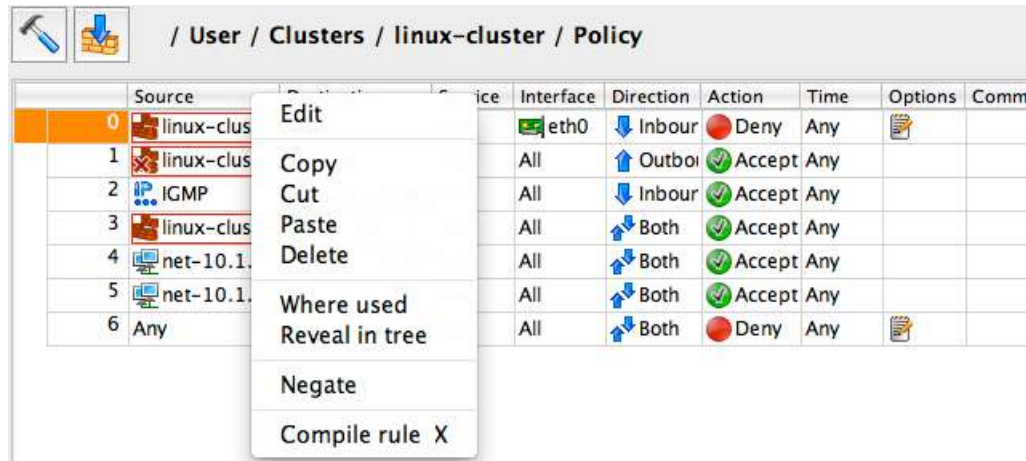 / User / Clusters / linux-cluster / Policy
Source Interface Direction Action Time Options Comm
0 linux-clus eth0 Inbour Deny Any
1 linux-clus All Outbou Accept Any
2 IP IGMP All Inbour Accept Any
3 linux-clus All Both Accept Any
4 net-10.1. All Both Accept Any
5 net-10.1. All Both Accept Any
6 Any All Both Deny Any
Edit
Copy
Cut
Paste
Delete
Where used
Reveal in tree
Negate
Compile rule X